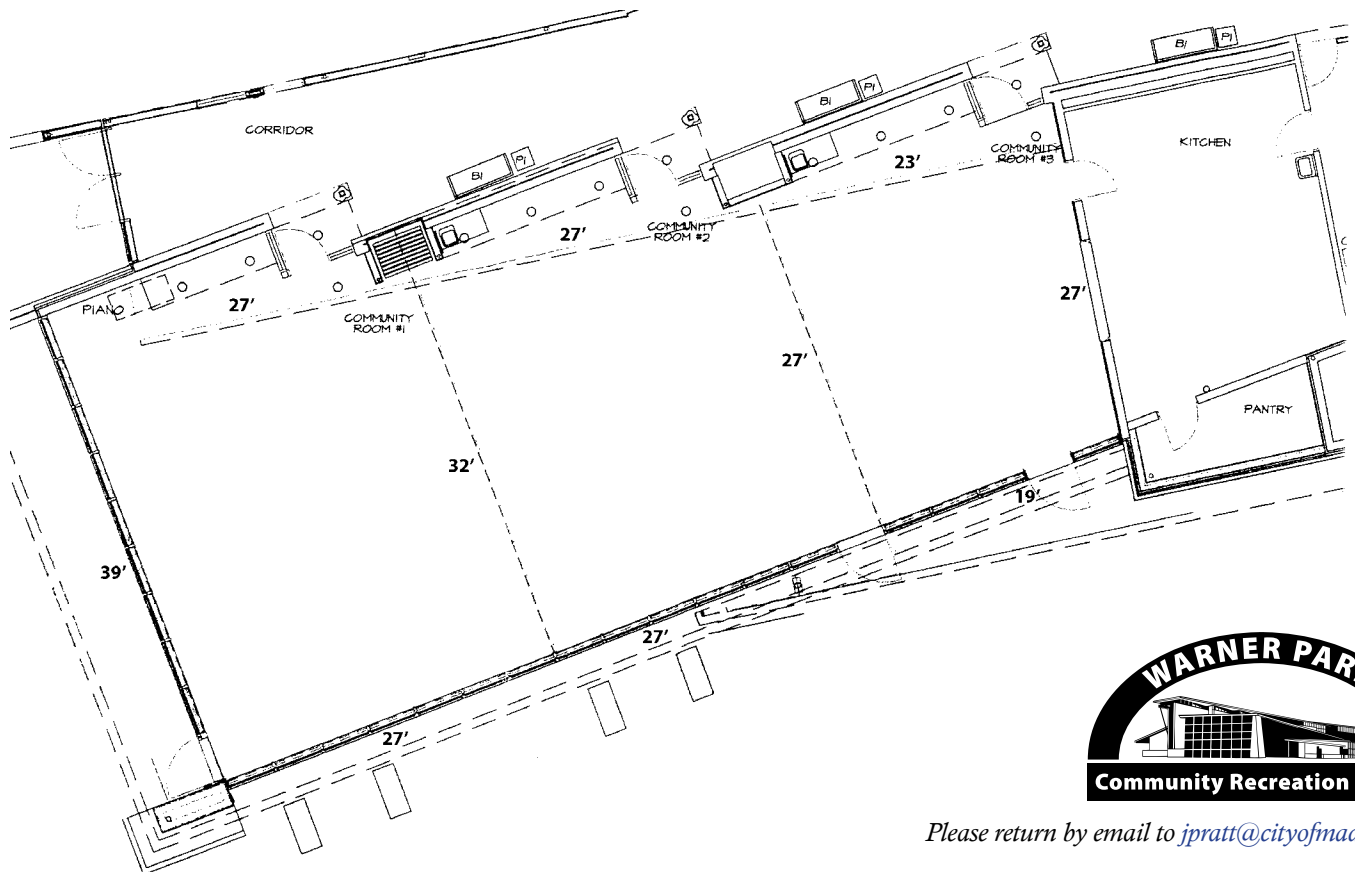 BI
PI
BI
PI
BI
PI
CORRIDOR
KITCHEN
COMMUNITY
ROOM #3
23'
COMMUNITY
ROOM #2
27'
PIANO
27'
COMMUNITY
ROOM #1
27'
27'
PANTRY
32'
19'
39'
27'
27'
WARNER PAR
Community Recreation
Please return by email to jpratt@cityofmad